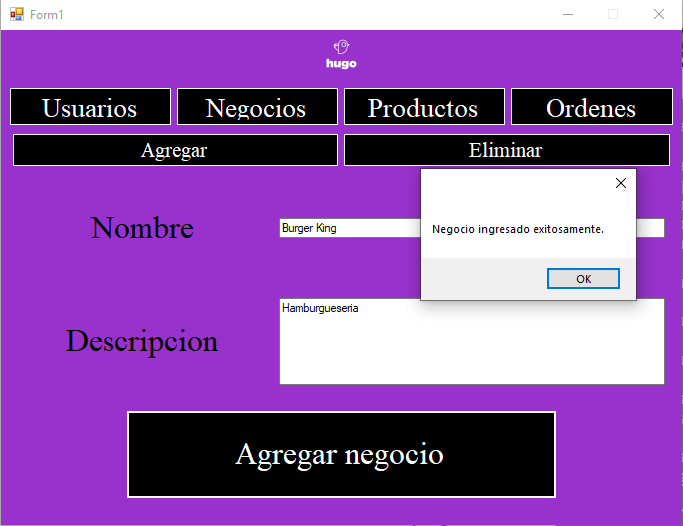 Form1
hugo
Usuarios Negocios Productos Ordenes
Agregar Eliminar
Negocio ingresado exitosamente.
OK
Nombre Burger King
Descripcion Hamburgueseria
Agregar negocio